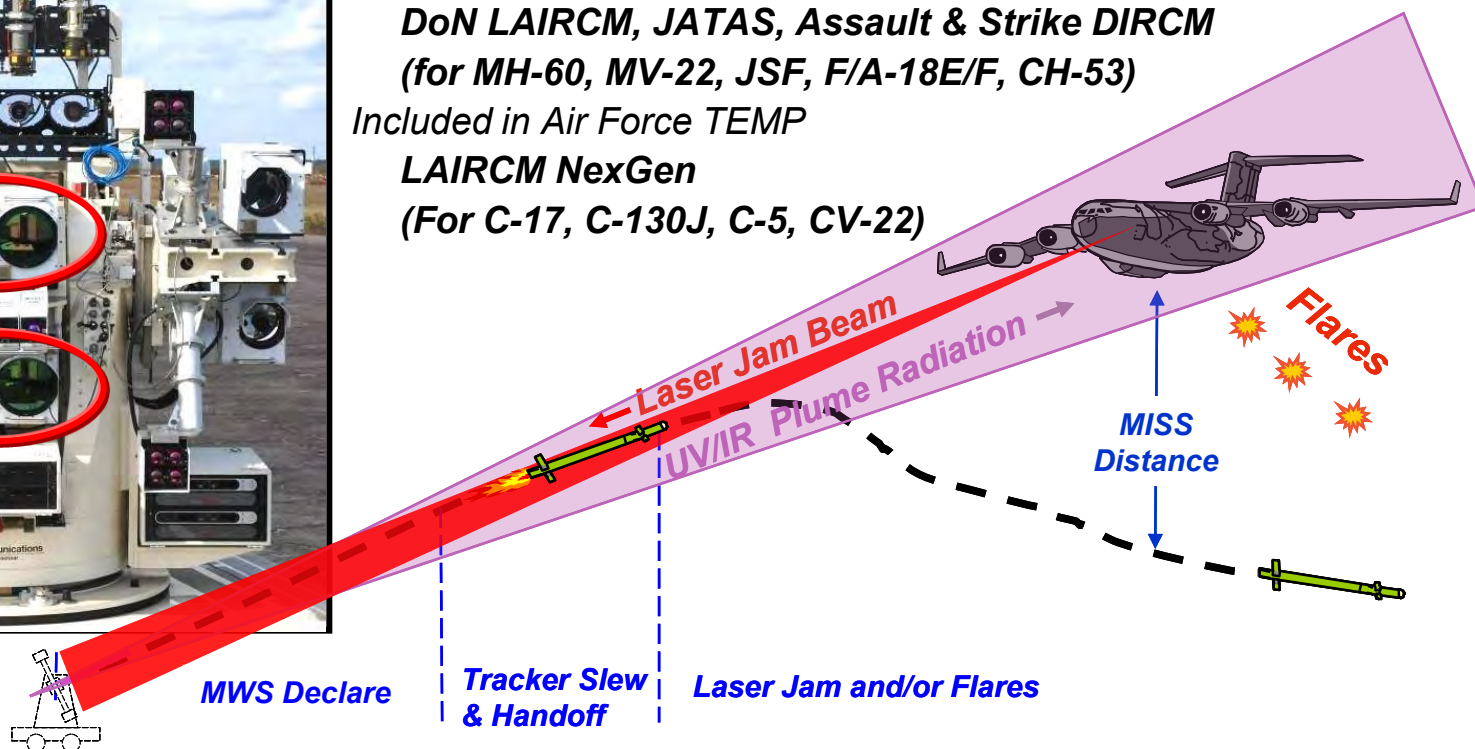 DoN LAIRCM, JATAS, Assault & Strike DIRCM
(for MH-60, MV-22, JSF, F/A-18E/F, CH-53)
Included in Air Force TEMP
LAIRCM NexGen
(For C-17, C-130J, C-5, CV-22)
Flares
Laser Jam Beam
UV/IR Plume Radiation
MISS
Distance
MWS Declare
Tracker Slew
& Handoff
Laser Jam and/or Flares